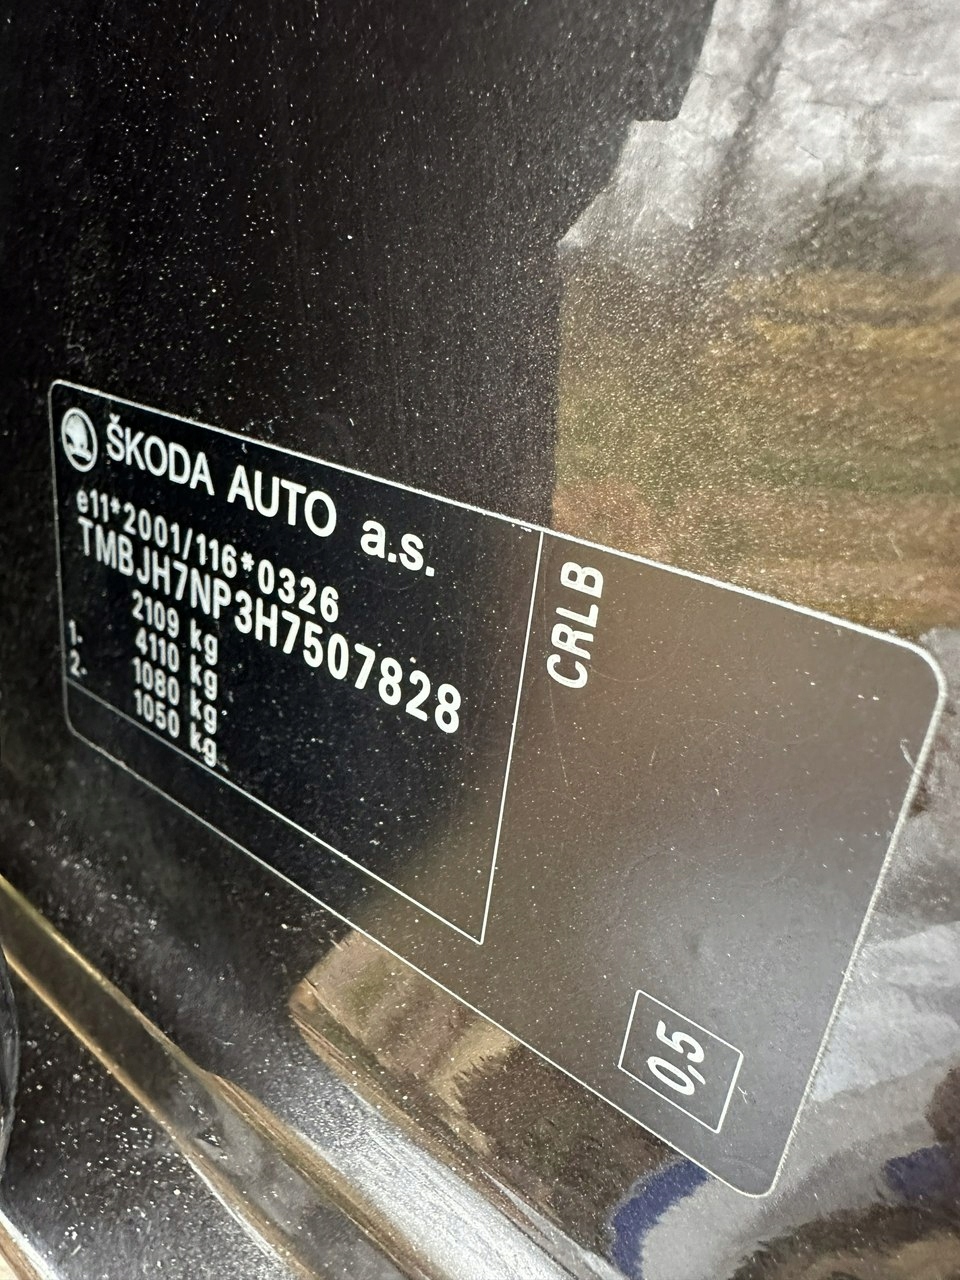 ŠKODA AUTO a.s.
e11*2001/116*0326
TMBJH7NP3H7507828
2109 kg
4110 kg
1- 1080 kg
2- 1050 kg
CRLB
0,5